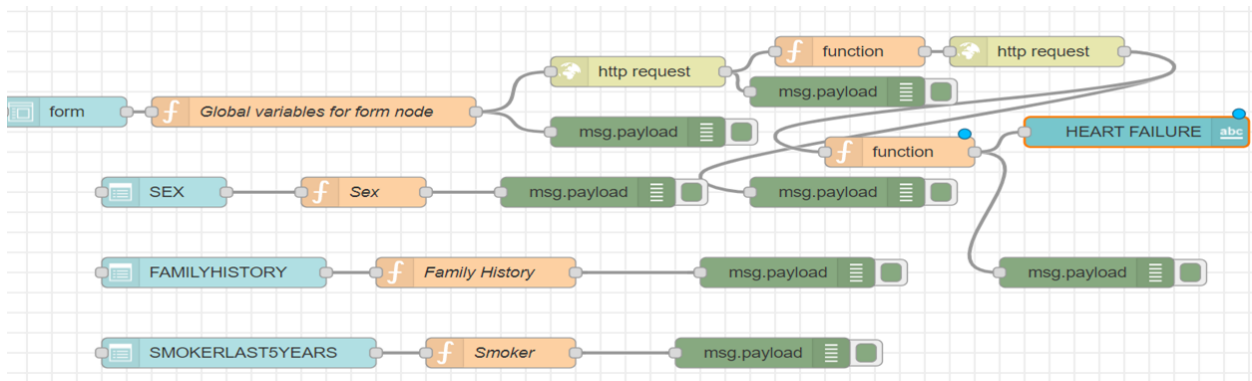 function
http request
http request
msg.payload
form
Global variables for form node
msg.payload
HEART FAILURE
abc
function
SEX
Sex
msg.payload
msg.payload
FAMILYHISTORY
Family History
msg.payload
msg.payload
SMOKERLAST5YEARS
Smoker
msg.payload